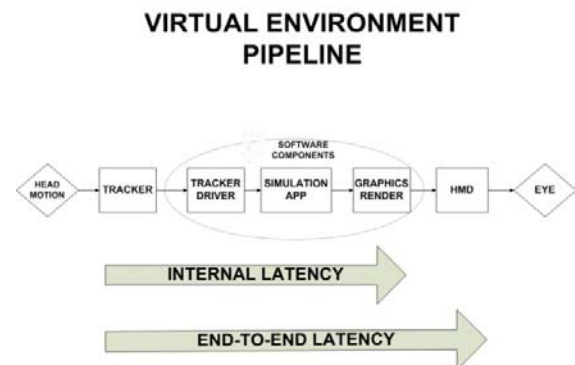 VIRTUAL ENVIRONMENT
PIPELINE
SOFTWARE
COMPONENTS
HEAD
MOTION
TRACKER
TRACKER
DRIVER
SIMULATION
APP
GRAPHICS
RENDER
HMD
EYE
INTERNAL LATENCY
END-TO-END LATENCY